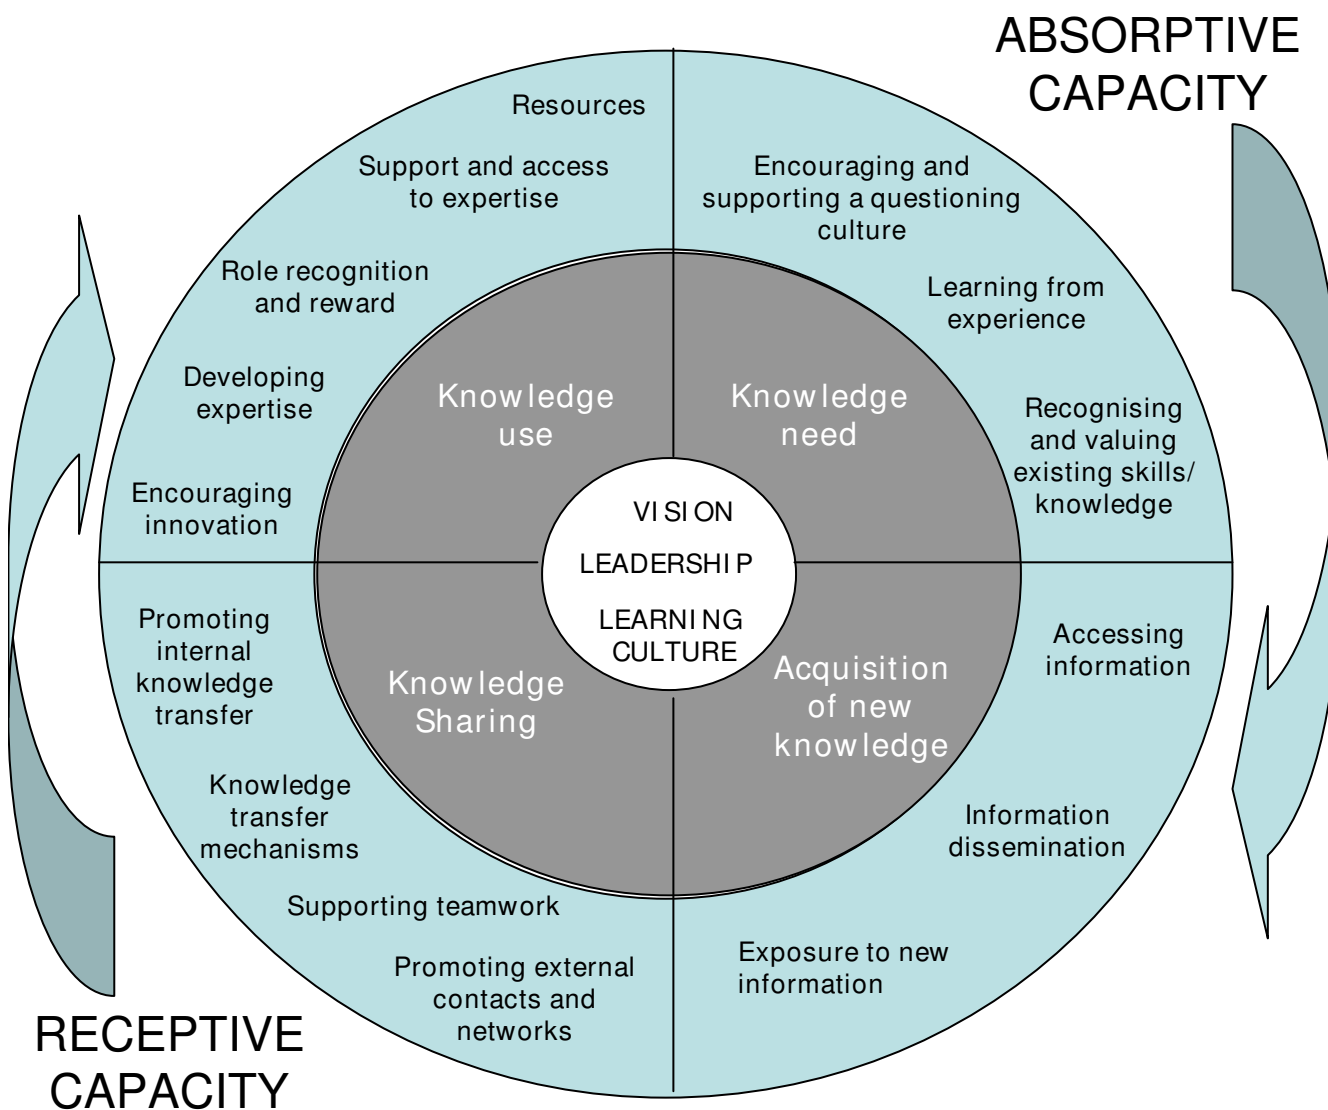 ABSORPTIVE
CAPACITY
Resources
Support and access
to expertise
Role recognition
and reward
Developing
expertise
Encouraging
innovation
Encouraging and
supporting a questioning
culture
Learning from
experience
Recognising
and valuing
existing skills/
knowledge
Knowledge
use
Knowledge
need
VISION
LEADERSHIP
LEARNING
CULTURE
Knowledge
Sharing
Acquisition
of new
knowledge
Promoting
internal
knowledge
transfer
Knowledge
transfer
mechanisms
Supporting teamwork
Promoting external
contacts and
networks
Accessing
information
Information
dissemination
Exposure to new
information
RECEPTIVE
CAPACITY